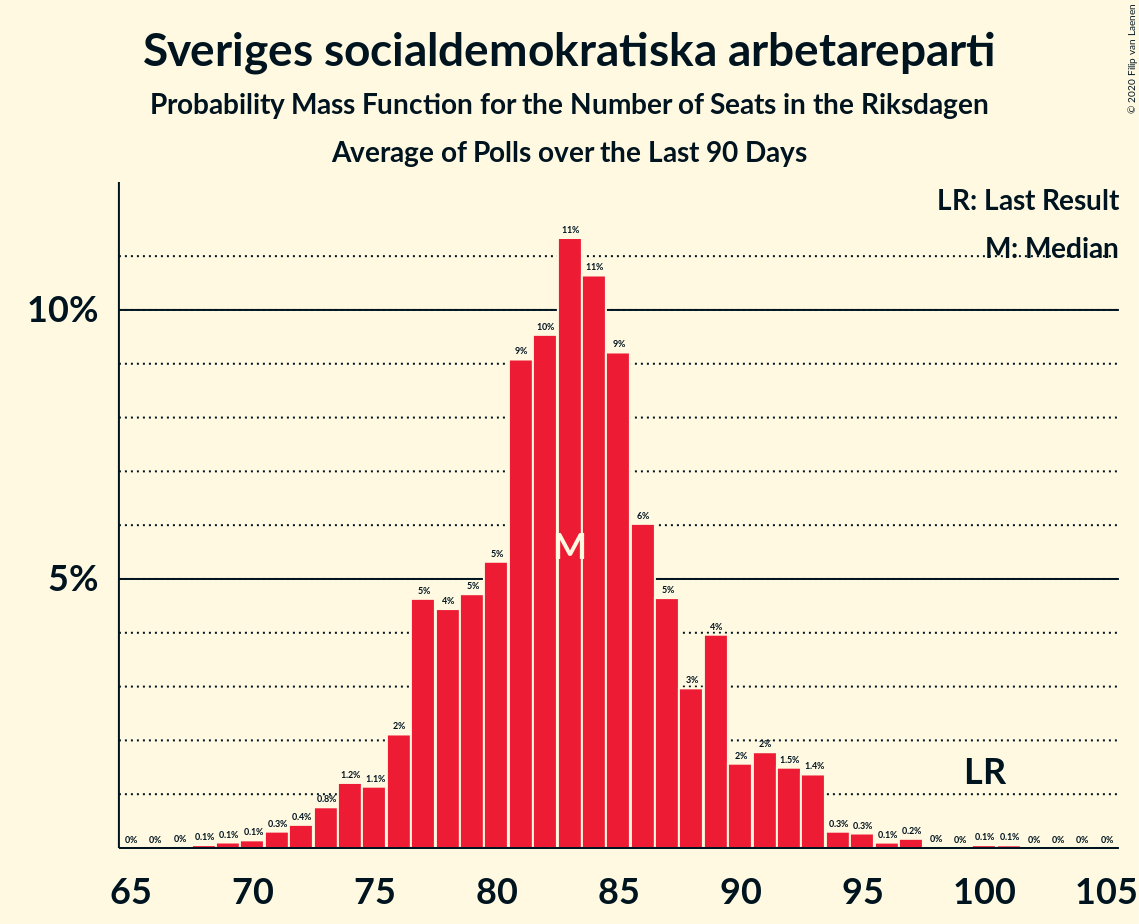 Sveriges socialdemokratiska arbetareparti
Probability Mass Function for the Number of Seats in the Riksdagen
Average of Polls over the Last 90 Days
© 2020 Filip van Laenen
LR: Last Result
M: Median
10%
5%
0% 0% 0% 0.1% 0.1% 0.1% 0.3% 0.4% 0.8% 1.2% 1.1% 2% 5% 4% 5% 5% 9% 10% 11% 11% 9% 6% 5% 3% 4% 2% 2% 1.5% 1.4% 0.3% 0.3% 0.1% 0.2% 0% 0% 0.1% 0.1% 0% 0% 0% 0%
M
LR
65 70 75 80 85 90 95 100 105